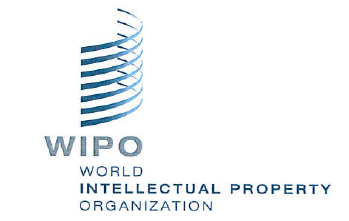 WIPO
WORLD
INTELLECTUAL PROPERTY
ORGANIZATION